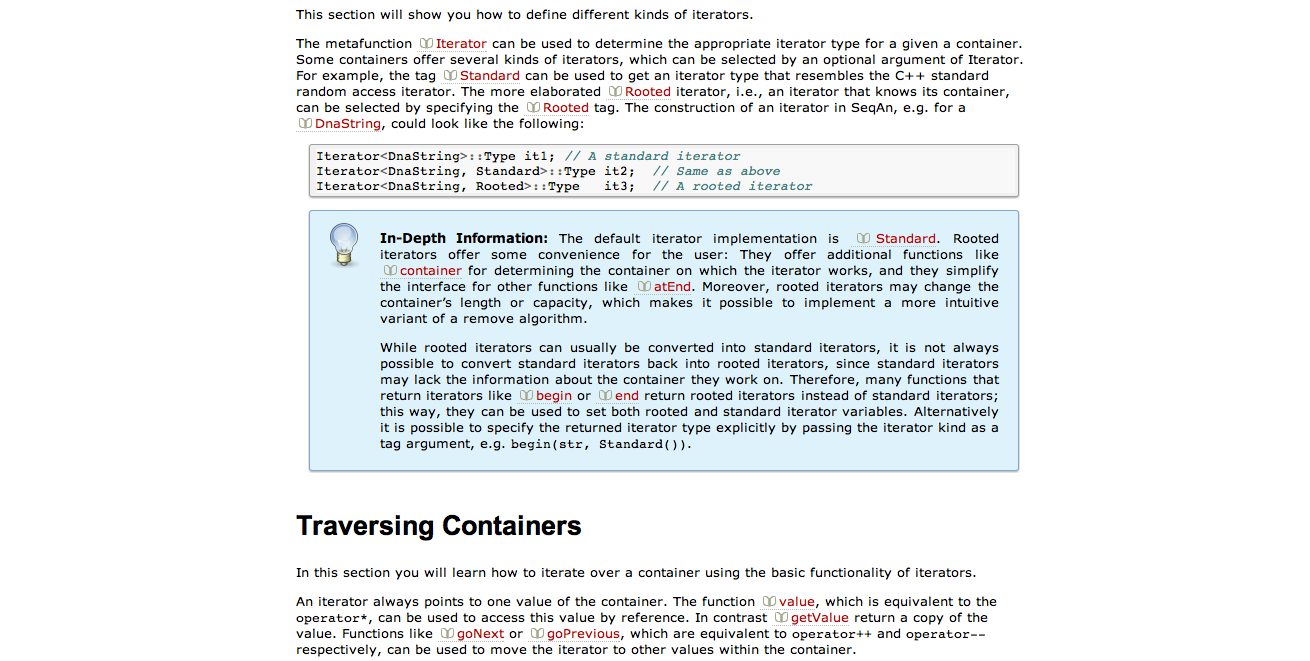 This section will show you how to define different kinds of iterators.
The metafunction Iterator can be used to determine the appropriate iterator type for a given a container.
Some containers offer several kinds of iterators, which can be selected by an optional argument of Iterator.
For example, the tag Standard can be used to get an iterator type that resembles the C++ standard
random access iterator. The more elaborated Rooted iterator, i.e., an iterator that knows its container,
can be selected by specifying the Rooted tag. The construction of an iterator in SeqAn, e.g. for a
DnaString, could look like the following:
Iterator<DnaString>::Type it1; // A standard iterator
Iterator<DnaString, Standard>::Type it2;  // Same as above
Iterator<DnaString, Rooted>::Type   it3;  // A rooted iterator
In-Depth Information: The default iterator implementation is Standard. Rooted
iterators offer some convenience for the user: They offer additional functions like
container for determining the container on which the iterator works, and they simplify
the interface for other functions like atEnd. Moreover, rooted iterators may change the
container’s length or capacity, which makes it possible to implement a more intuitive
variant of a remove algorithm.
While rooted iterators can usually be converted into standard iterators, it is not always
possible to convert standard iterators back into rooted iterators, since standard iterators
may lack the information about the container they work on. Therefore, many functions that
return iterators like begin or end return rooted iterators instead of standard iterators;
this way, they can be used to set both rooted and standard iterator variables. Alternatively
it is possible to specify the returned iterator type explicitly by passing the iterator kind as a
tag argument, e.g. begin(str, Standard()).
Traversing Containers
In this section you will learn how to iterate over a container using the basic functionality of iterators.
An iterator always points to one value of the container. The function value, which is equivalent to the
operator*, can be used to access this value by reference. In contrast getValue return a copy of the
value. Functions like goNext or goPrevious, which are equivalent to operator++ and operator--
respectively, can be used to move the iterator to other values within the container.